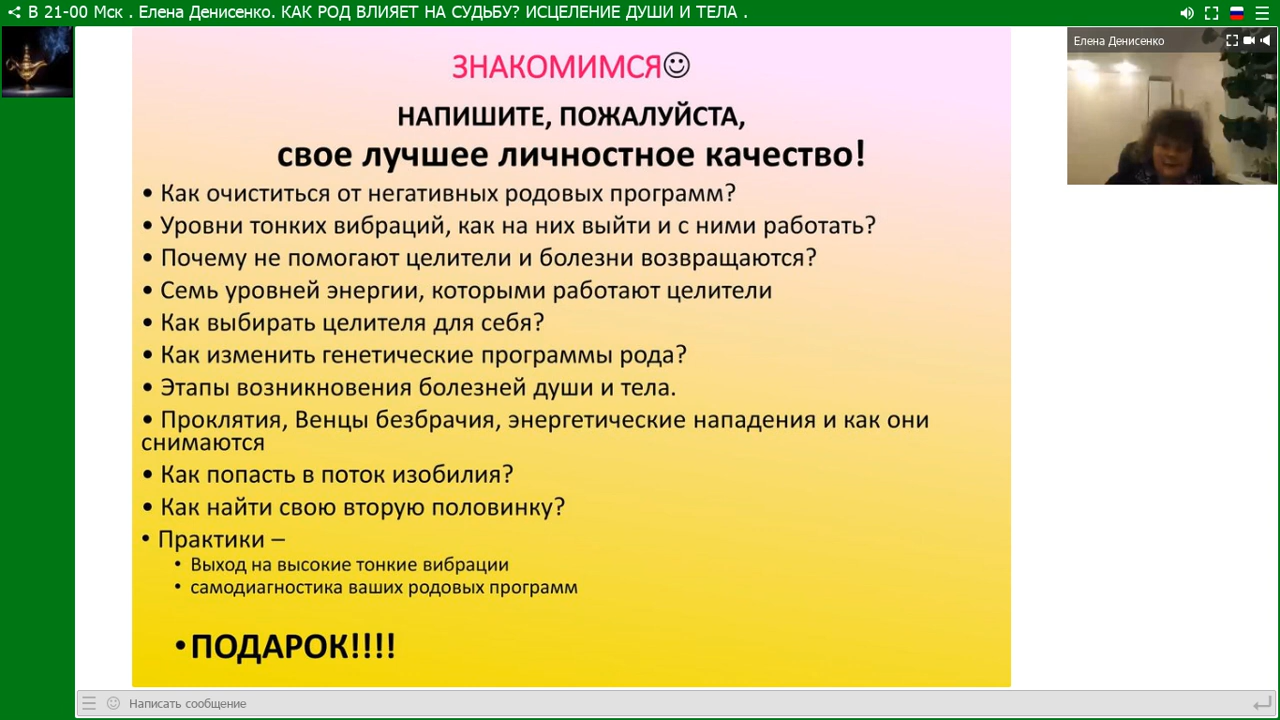 В 21-00 Мск . Елена Денисенко. КАК РОД ВЛИЯЕТ НА СУДЬБУ? ИСЦЕЛЕНИЕ ДУШИ И ТЕЛА .
Елена Денисенко
ЗНАКОМИМСЯ☺
НАПИШИТЕ, ПОЖАЛУЙСТА,
свое лучшее личностное качество!
• Как очиститься от негативных родовых программ?
• Уровни тонких вибраций, как на них выйти и с ними работать?
• Почему не помогают целители и болезни возвращаются?
• Семь уровней энергии, которыми работают целители
• Как выбирать целителя для себя?
• Как изменить генетические программы рода?
• Этапы возникновения болезней души и тела.
• Проклятия, Венцы безбрачия, энергетические нападения и как они
снимаются
• Как попасть в поток изобилия?
• Как найти свою вторую половинку?
• Практики –
• Выход на высокие тонкие вибрации
• самодиагностика ваших родовых программ
• ПОДАРОК!!!!
Написать сообщение